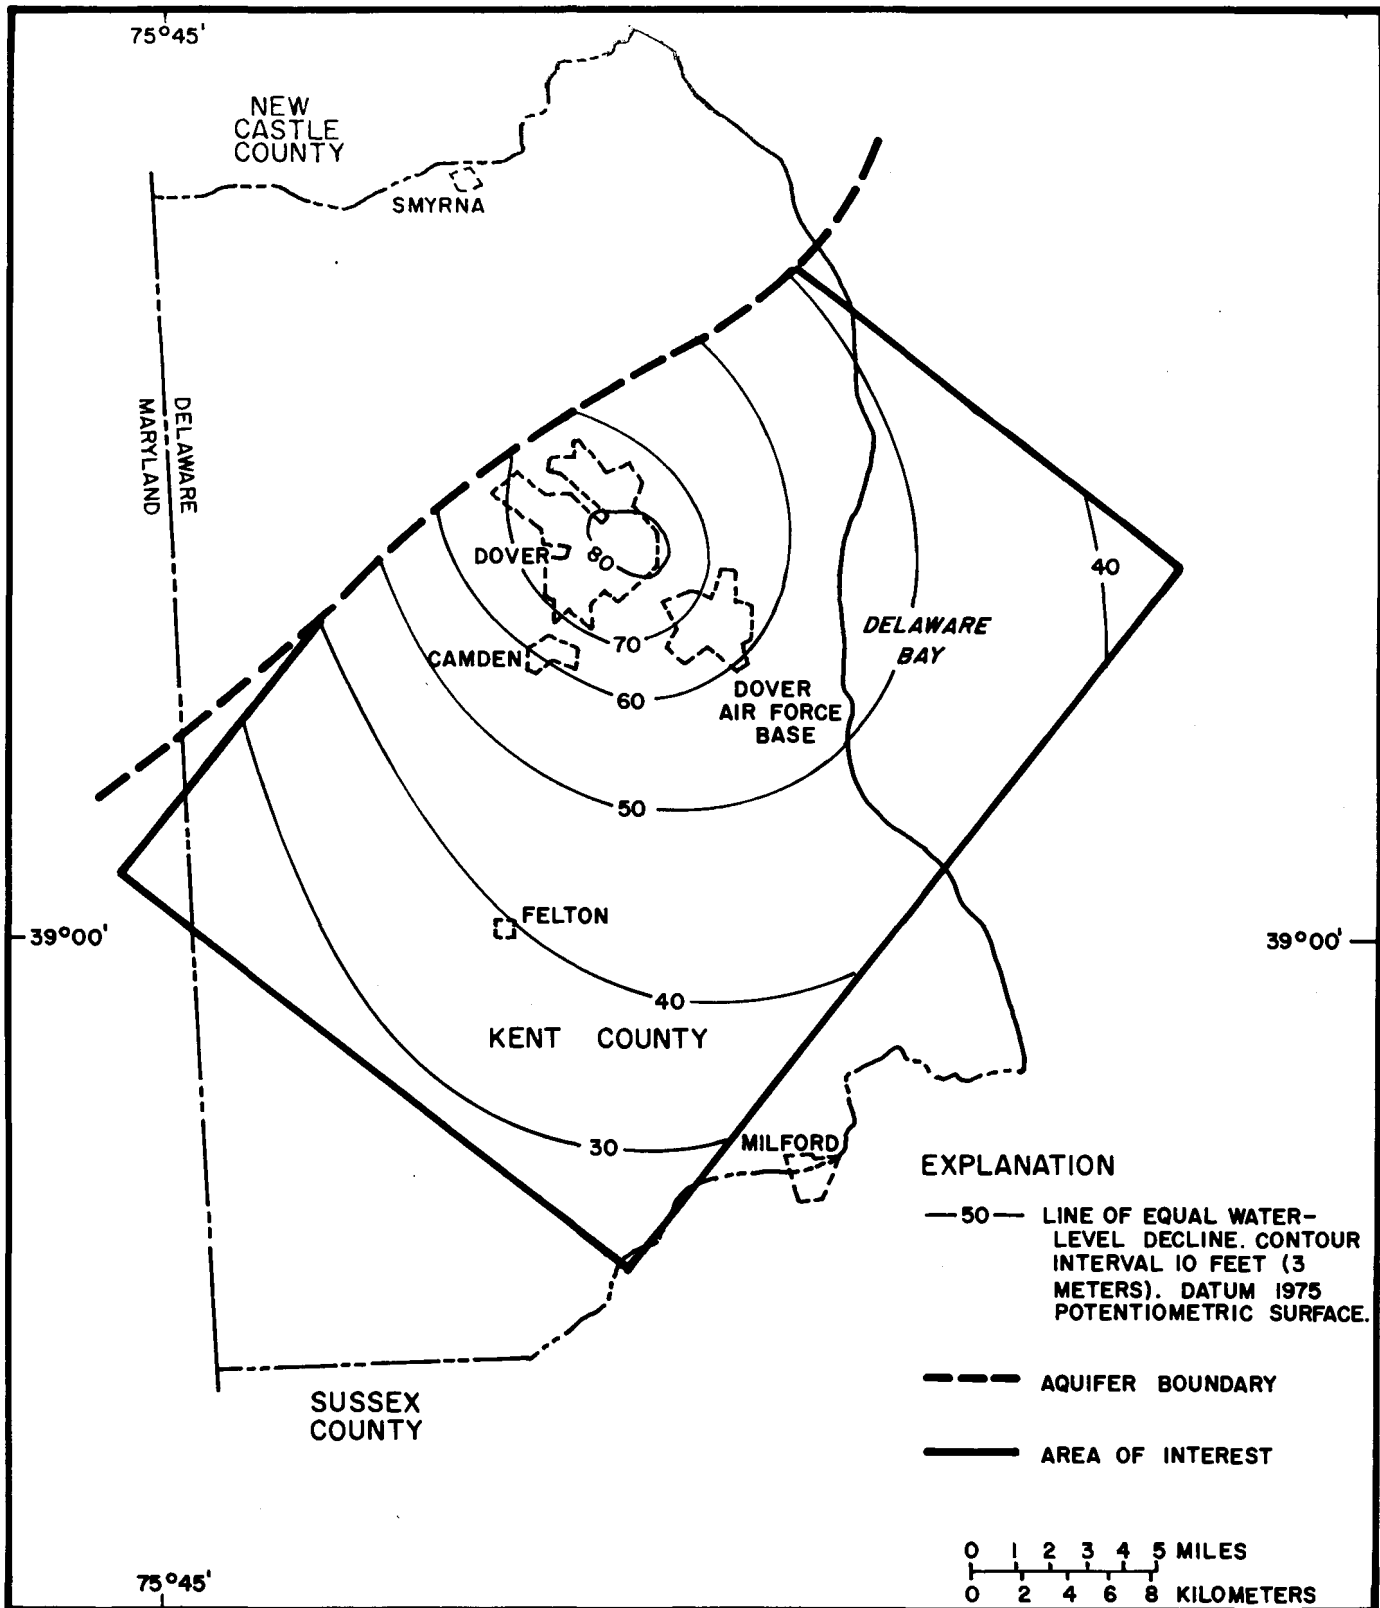 75°45'
NEW
CASTLE
COUNTY
SMYRNA
DELAWARE
MARYLAND
DOVER
80
40
DELAWARE
BAY
70
CAMDEN
60
DOVER
AIR FORCE
BASE
50
FELTON
39°00'
39°00'
40
KENT COUNTY
30
MILFORD
EXPLANATION
50
LINE OF EQUAL WATER-
LEVEL DECLINE. CONTOUR
INTERVAL 10 FEET (3
METERS). DATUM 1975
POTENTIOMETRIC SURFACE.
AQUIFER BOUNDARY
SUSSEX
COUNTY
AREA OF INTEREST
0 1 2 3 4 5 MILES
0 2 4 6 8 KILOMETERS
75°45'